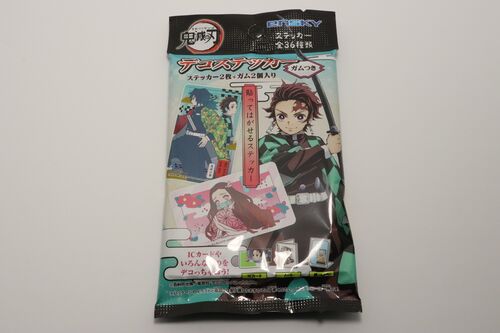 鬼滅の刃
ensky
ステッカー
全36種類
デコステッカー
ガムつき
ステッカー2枚+ガム2個入り
貼ってはがせるステッカー
ICカードや
いろんなものを
デコっちゃおう!